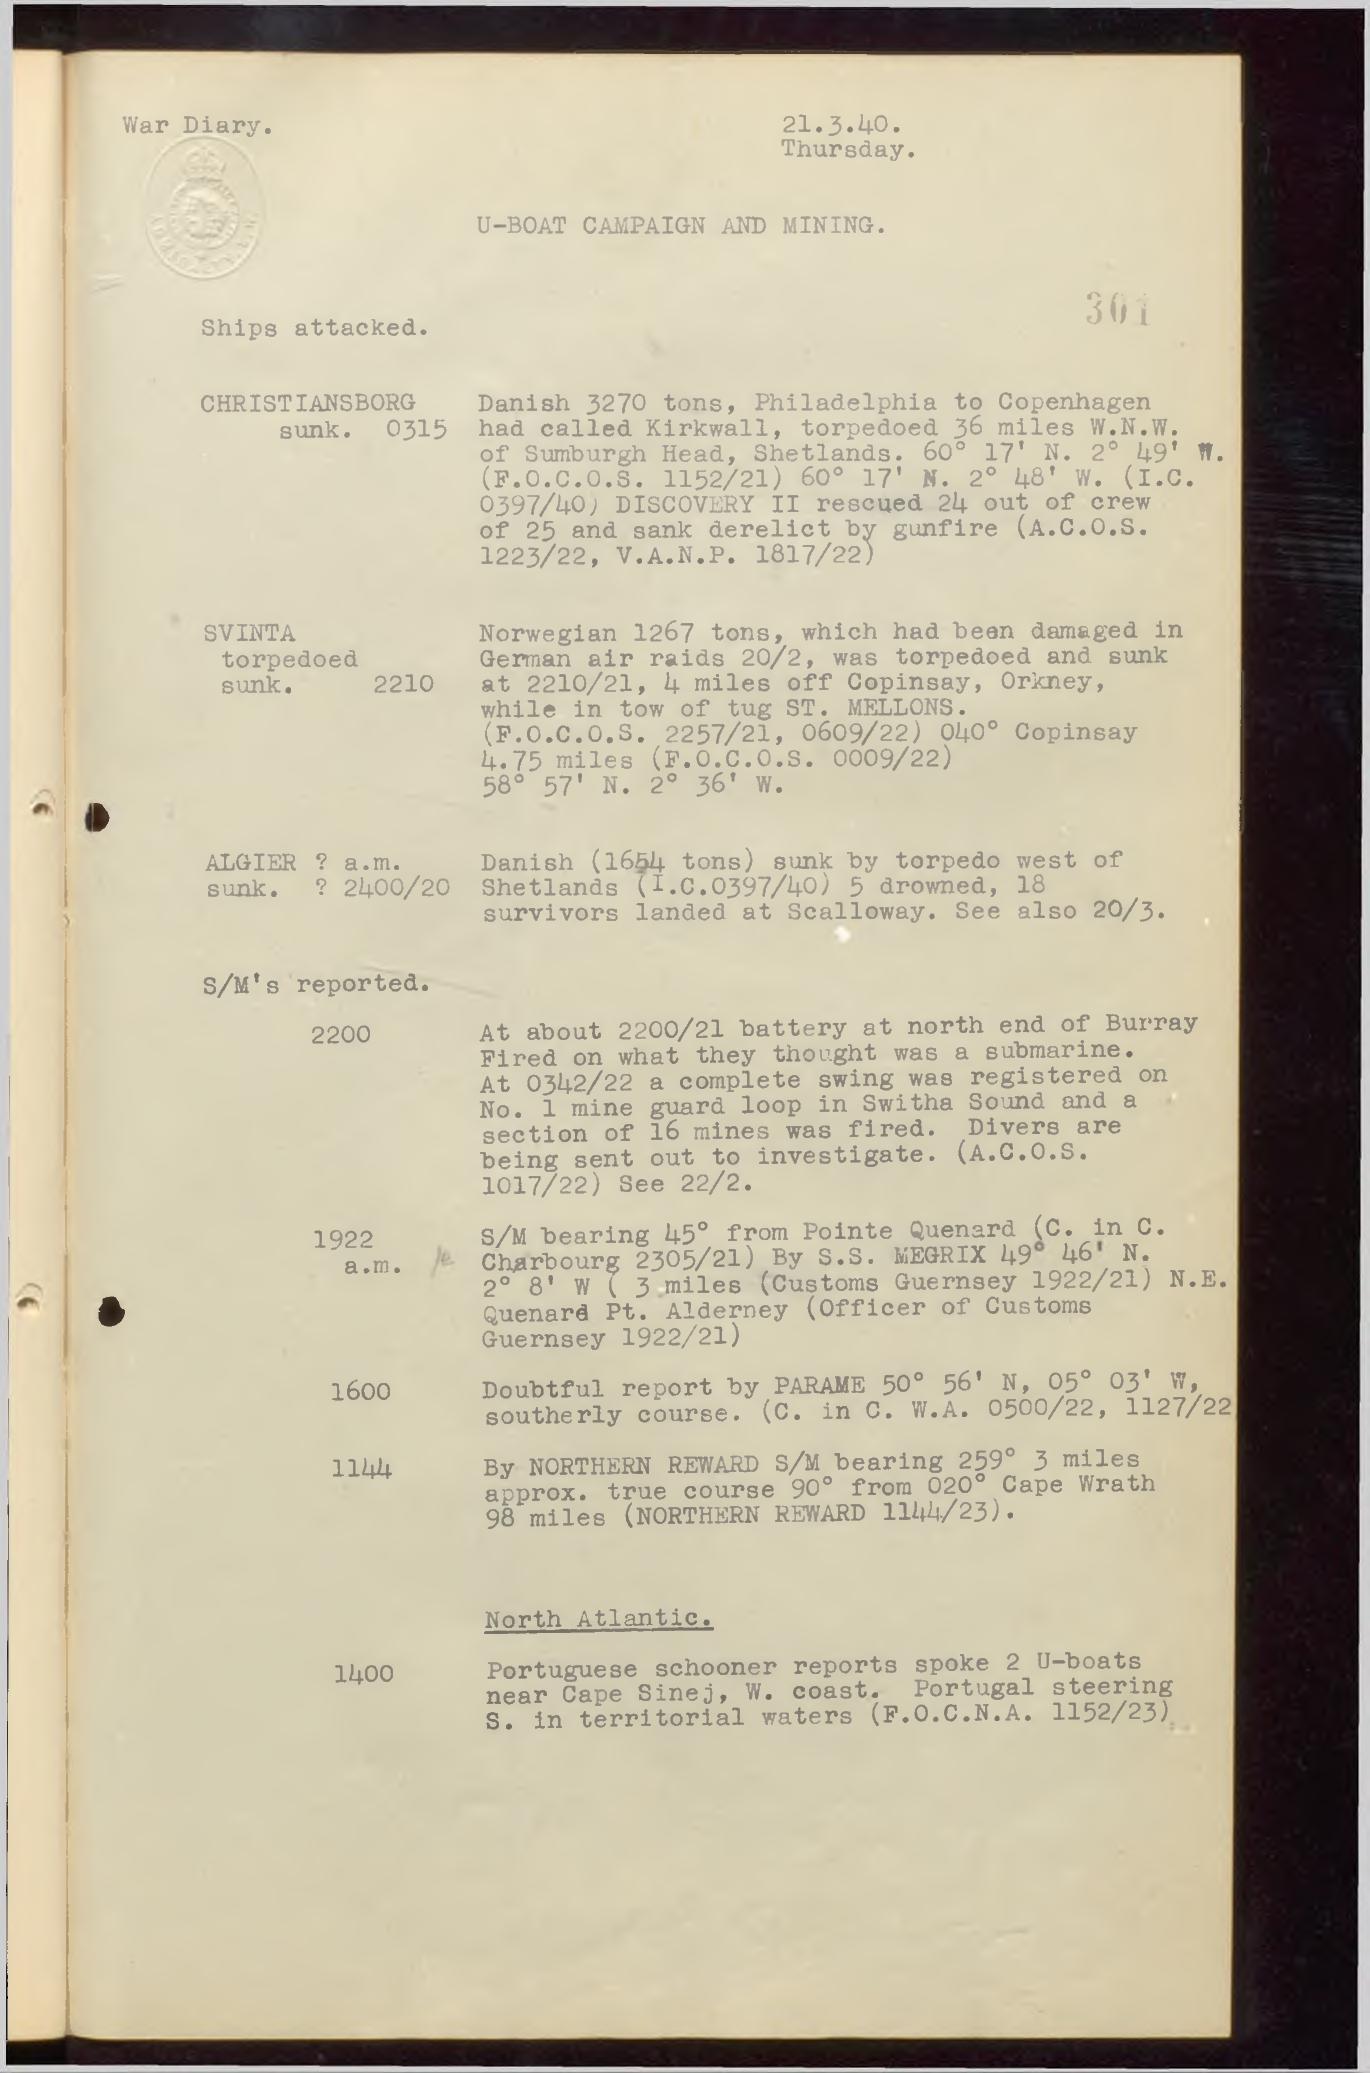 War Diary.
21.3.40.
Thursday.
U-BOAT CAMPAIGN AND MINING.
301
Ships attacked.
CHRISTIANSBORG
sunk. 0315
Danish 3270 tons, Philadelphia to Copenhagen
had called Kirkwall, torpedoed 36 miles W.N.W.
of Sumburgh Head, Shetlands. 60° 17' N. 2° 49' W.
(F.O.C.O.S. 1152/21) 60° 17' N. 2° 48' W. (I.C.
0397/40) DISCOVERY II rescued 24 out of crew
of 25 and sank derelict by gunfire (A.C.O.S.
1223/22, V.A.N.P. 1817/22)
SVINTA
torpedoed
sunk. 2210
Norwegian 1267 tons, which had been damaged in
German air raids 20/2, was torpedoed and sunk
at 2210/21, 4 miles off Copinsay, Orkney,
while in tow of tug ST. MELLONS.
(F.O.C.O.S. 2257/21, 0609/22) 040° Copinsay
4.75 miles (F.O.C.O.S. 0009/22)
58° 57' N. 2° 36' W.
ALGIER ? a.m.
sunk. ? 2400/20
Danish (1654 tons) sunk by torpedo west of
Shetlands (I.C.0397/40) 5 drowned, 18
survivors landed at Scalloway. See also 20/3.
S/M's reported.
2200
At about 2200/21 battery at north end of Burray
Fired on what they thought was a submarine.
At 0342/22 a complete swing was registered on
No. 1 mine guard loop in Switha Sound and a
section of 16 mines was fired. Divers are
being sent out to investigate. (A.C.O.S.
1017/22) See 22/2.
1922
a.m.
S/M bearing 45° from Pointe Quenard (C. in C.
Charbourg 2305/21) By S.S. MEGRIX 49° 46' N.
2° 8' W ( 3 miles (Customs Guernsey 1922/21) N.E.
Quenard Pt. Alderney (Officer of Customs
Guernsey 1922/21)
1600
Doubtful report by PARAME 50° 56' N, 05° 03' W,
southerly course. (C. in C. W.A. 0500/22, 1127/22
1144
By NORTHERN REWARD S/M bearing 259° 3 miles
approx. true course 90° from 020° Cape Wrath
98 miles (NORTHERN REWARD 1144/23).
North Atlantic.
1400
Portuguese schooner reports spoke 2 U-boats
near Cape Sinej, W. coast. Portugal steering
S. in territorial waters (F.O.C.N.A. 1152/23)